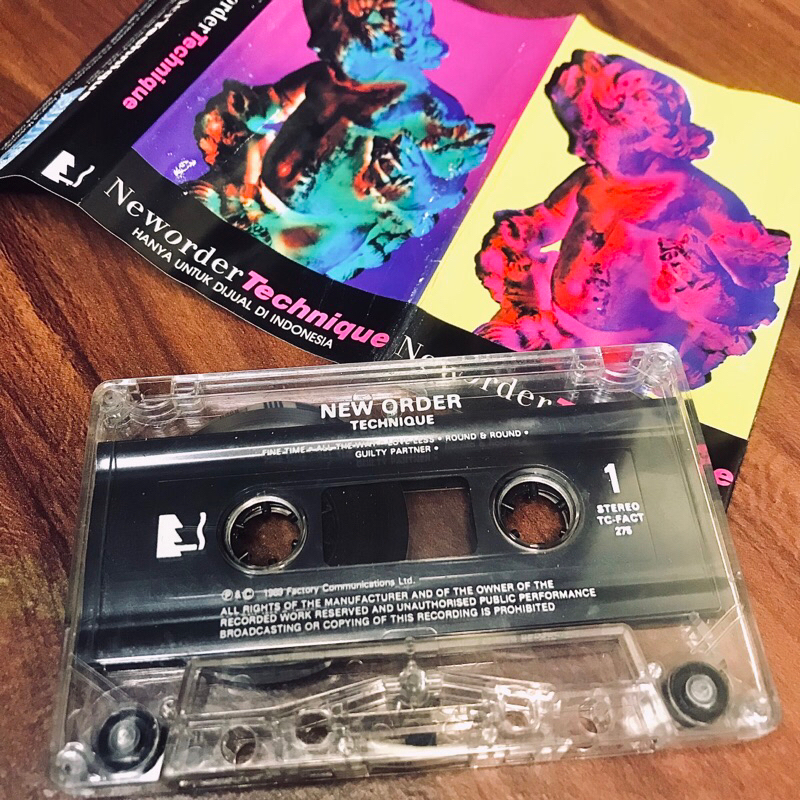 orderTechnique
Technique
NeworderTechnique
HANYA UNTUK DIJUAL DI INDONESIA
Neworder
NEW ORDER
TECHNIQUE
FINE TIME • ALL THE WAY • LOVE LESS • ROUND & ROUND •
GUILTY PARTNER •
1
STEREO
TC-FACT
275
Ⓟ & © 1989 Factory Communications Ltd.
ALL RIGHTS OF THE MANUFACTURER AND OF THE OWNER OF THE
RECORDED WORK RESERVED AND UNAUTHORISED PUBLIC PERFORMANCE
BROADCASTING OR COPYING OF THIS RECORDING IS PROHIBITED